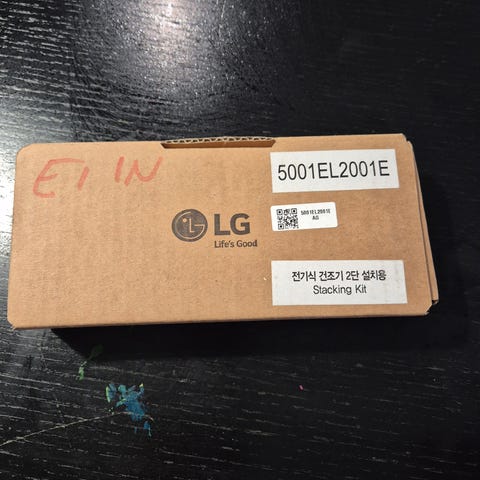 E1 IN
5001EL2001E
5001EL2001E
AG
LG
Life's Good
전기식 건조기 2단 설치용
Stacking Kit